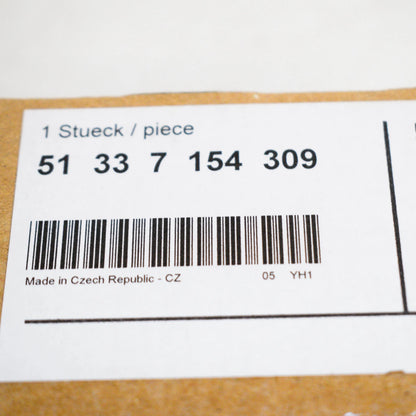 1 Stueck / piece
51 33 7 154 309
Made in Czech Republic - CZ 05 YH1